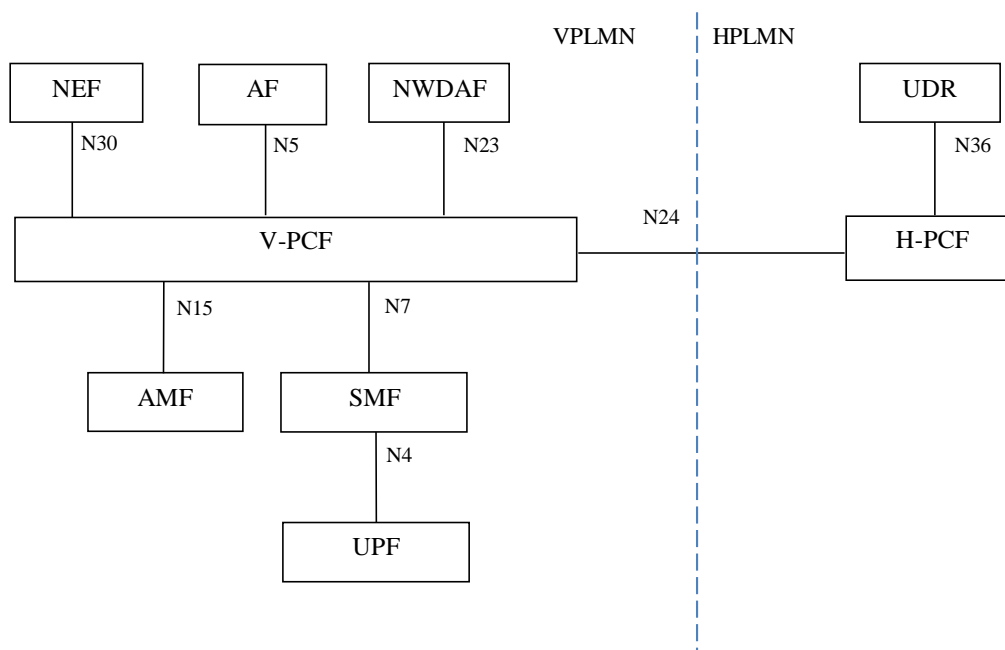 VPLMN
HPLMN
NEF
AF
NWDAF
UDR
N30
N5
N23
N36
N24
V-PCF
H-PCF
N15
N7
AMF
SMF
N4
UPF